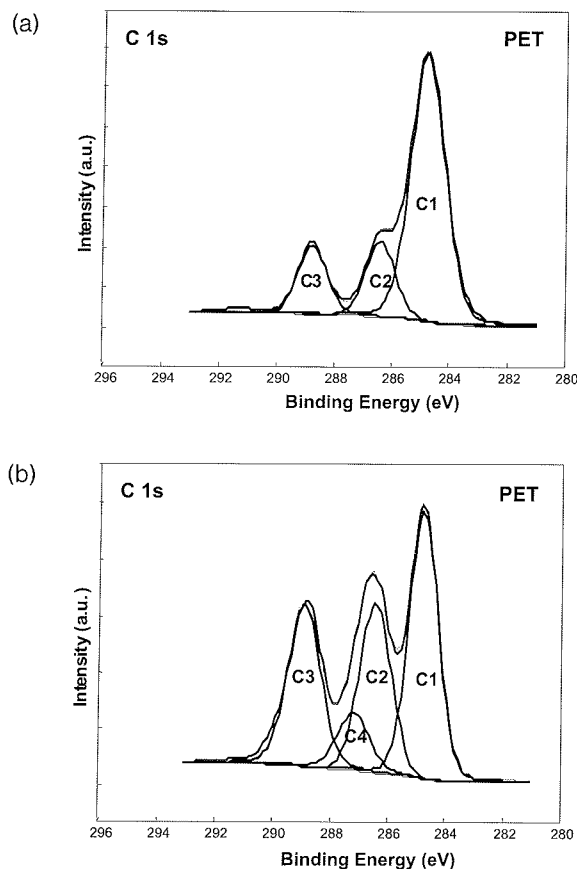 (a)
C 1s PET
C1
C3 C2
Intensity (a.u.)
296 294 292 290 288 286 284 282 280
Binding Energy (eV)
(b)
C 1s PET
C3 C2 C1
C4
Intensity (a.u.)
296 294 292 290 288 286 284 282 280
Binding Energy (eV)